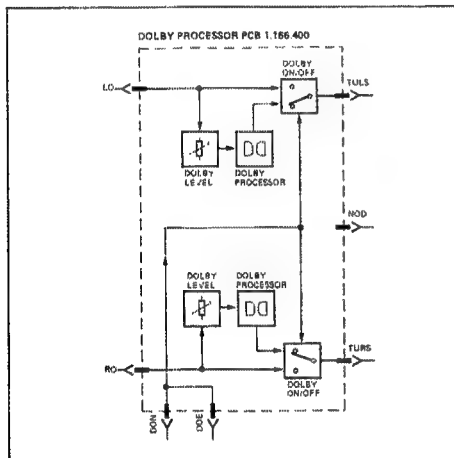 DOLBY PROCESSOR PCB 1.166.400
DOLBY
ON/OFF
LO
TULS
DOLBY
LEVEL
DOLBY
PROCESSOR
NOD
DOLBY
LEVEL
DOLBY
PROCESSOR
RO
TURS
DOLBY
ON/OFF
DON
DOE